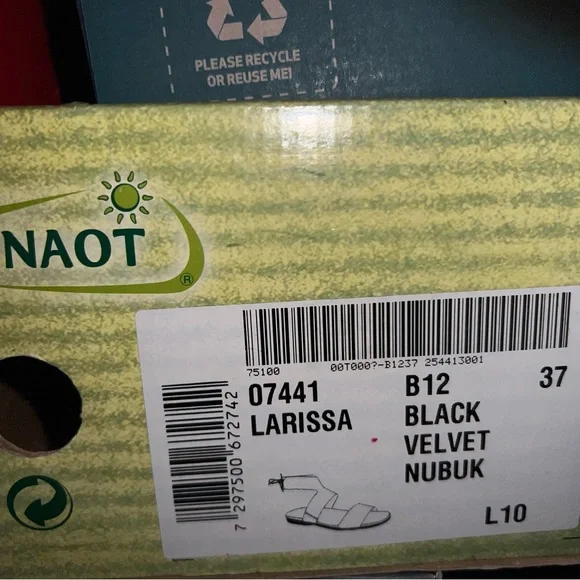 PLEASE RECYCLE
OR REUSE ME!
NAOT
®
75100 00T000?-B1237 254413001
07441 B12 37
LARISSA BLACK
VELVET
NUBUK
L10
7 297500 672742